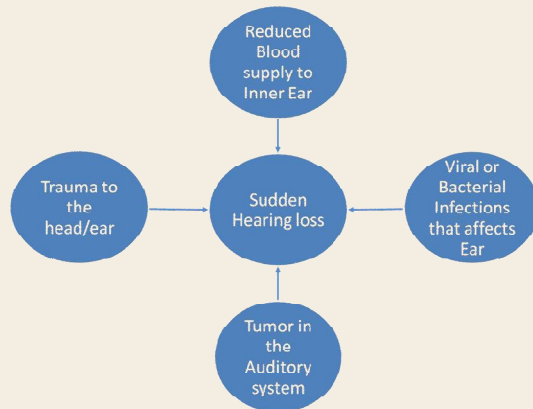 Reduced
Blood
supply to
Inner Ear
Trauma to
the
head/ear
Sudden
Hearing loss
Viral or
Bacterial
Infections
that affects
Ear
Tumor in
the
Auditory
system